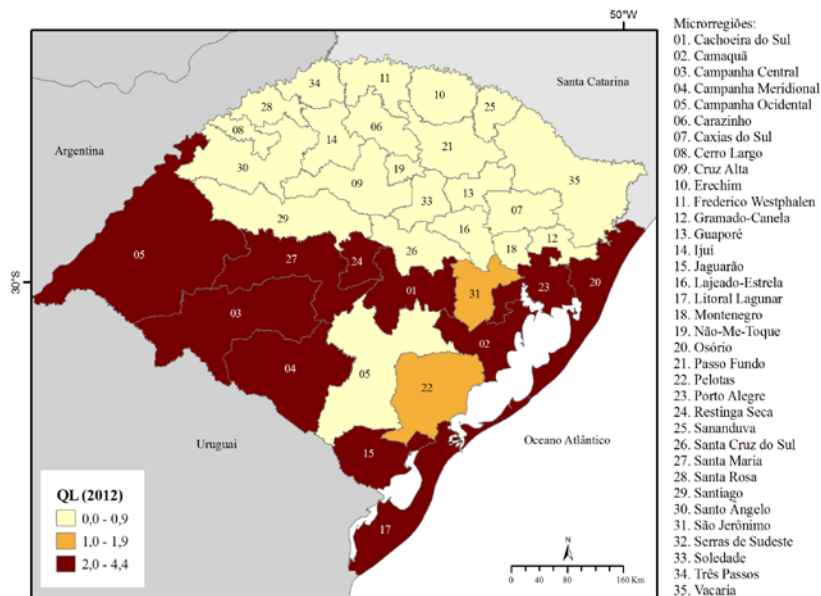 50°W
30°S
Santa Catarina
Argentina
Uruguai
Oceano Atlântico
34
11
10
25
28
08
06
14
21
30
19
09
35
33
13
07
29
16
12
26
18
05
27
24
01
31
23
20
03
02
04
05
22
15
17
QL (2012)
0,0 - 0,9
1,0 - 1,9
2,0 - 4,4
N
0 40 80 160 Km
Microrregiões:
01. Cachoeira do Sul
02. Camaquã
03. Campanha Central
04. Campanha Meridional
05. Campanha Ocidental
06. Carazinho
07. Caxias do Sul
08. Cerro Largo
09. Cruz Alta
10. Erechim
11. Frederico Westphalen
12. Gramado-Canela
13. Guaporé
14. Ijuí
15. Jaguarão
16. Lajeado-Estrela
17. Litoral Lagunar
18. Montenegro
19. Não-Me-Toque
20. Osório
21. Passo Fundo
22. Pelotas
23. Porto Alegre
24. Restinga Seca
25. Sananduva
26. Santa Cruz do Sul
27. Santa Maria
28. Santa Rosa
29. Santiago
30. Santo Ângelo
31. São Jerônimo
32. Serras de Sudeste
33. Soledade
34. Três Passos
35. Vacaria